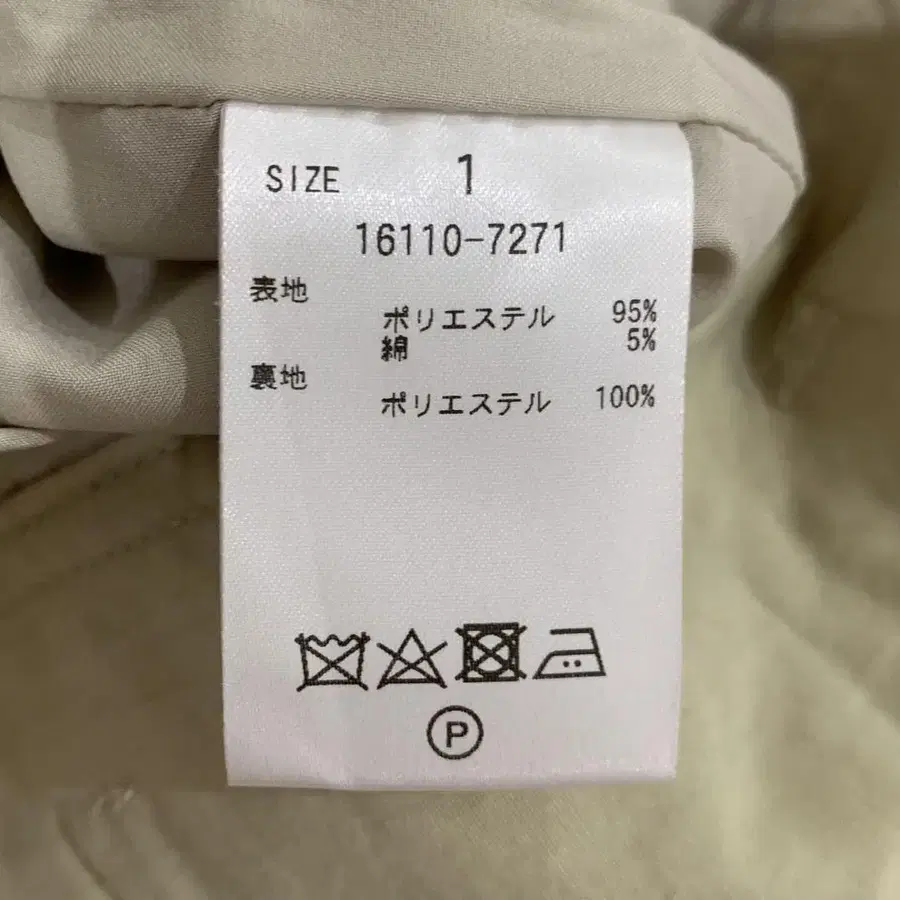 SIZE 1
16110-7271
表地
ポリエステル 95%
綿 5%
裏地
ポリエステル 100%
P